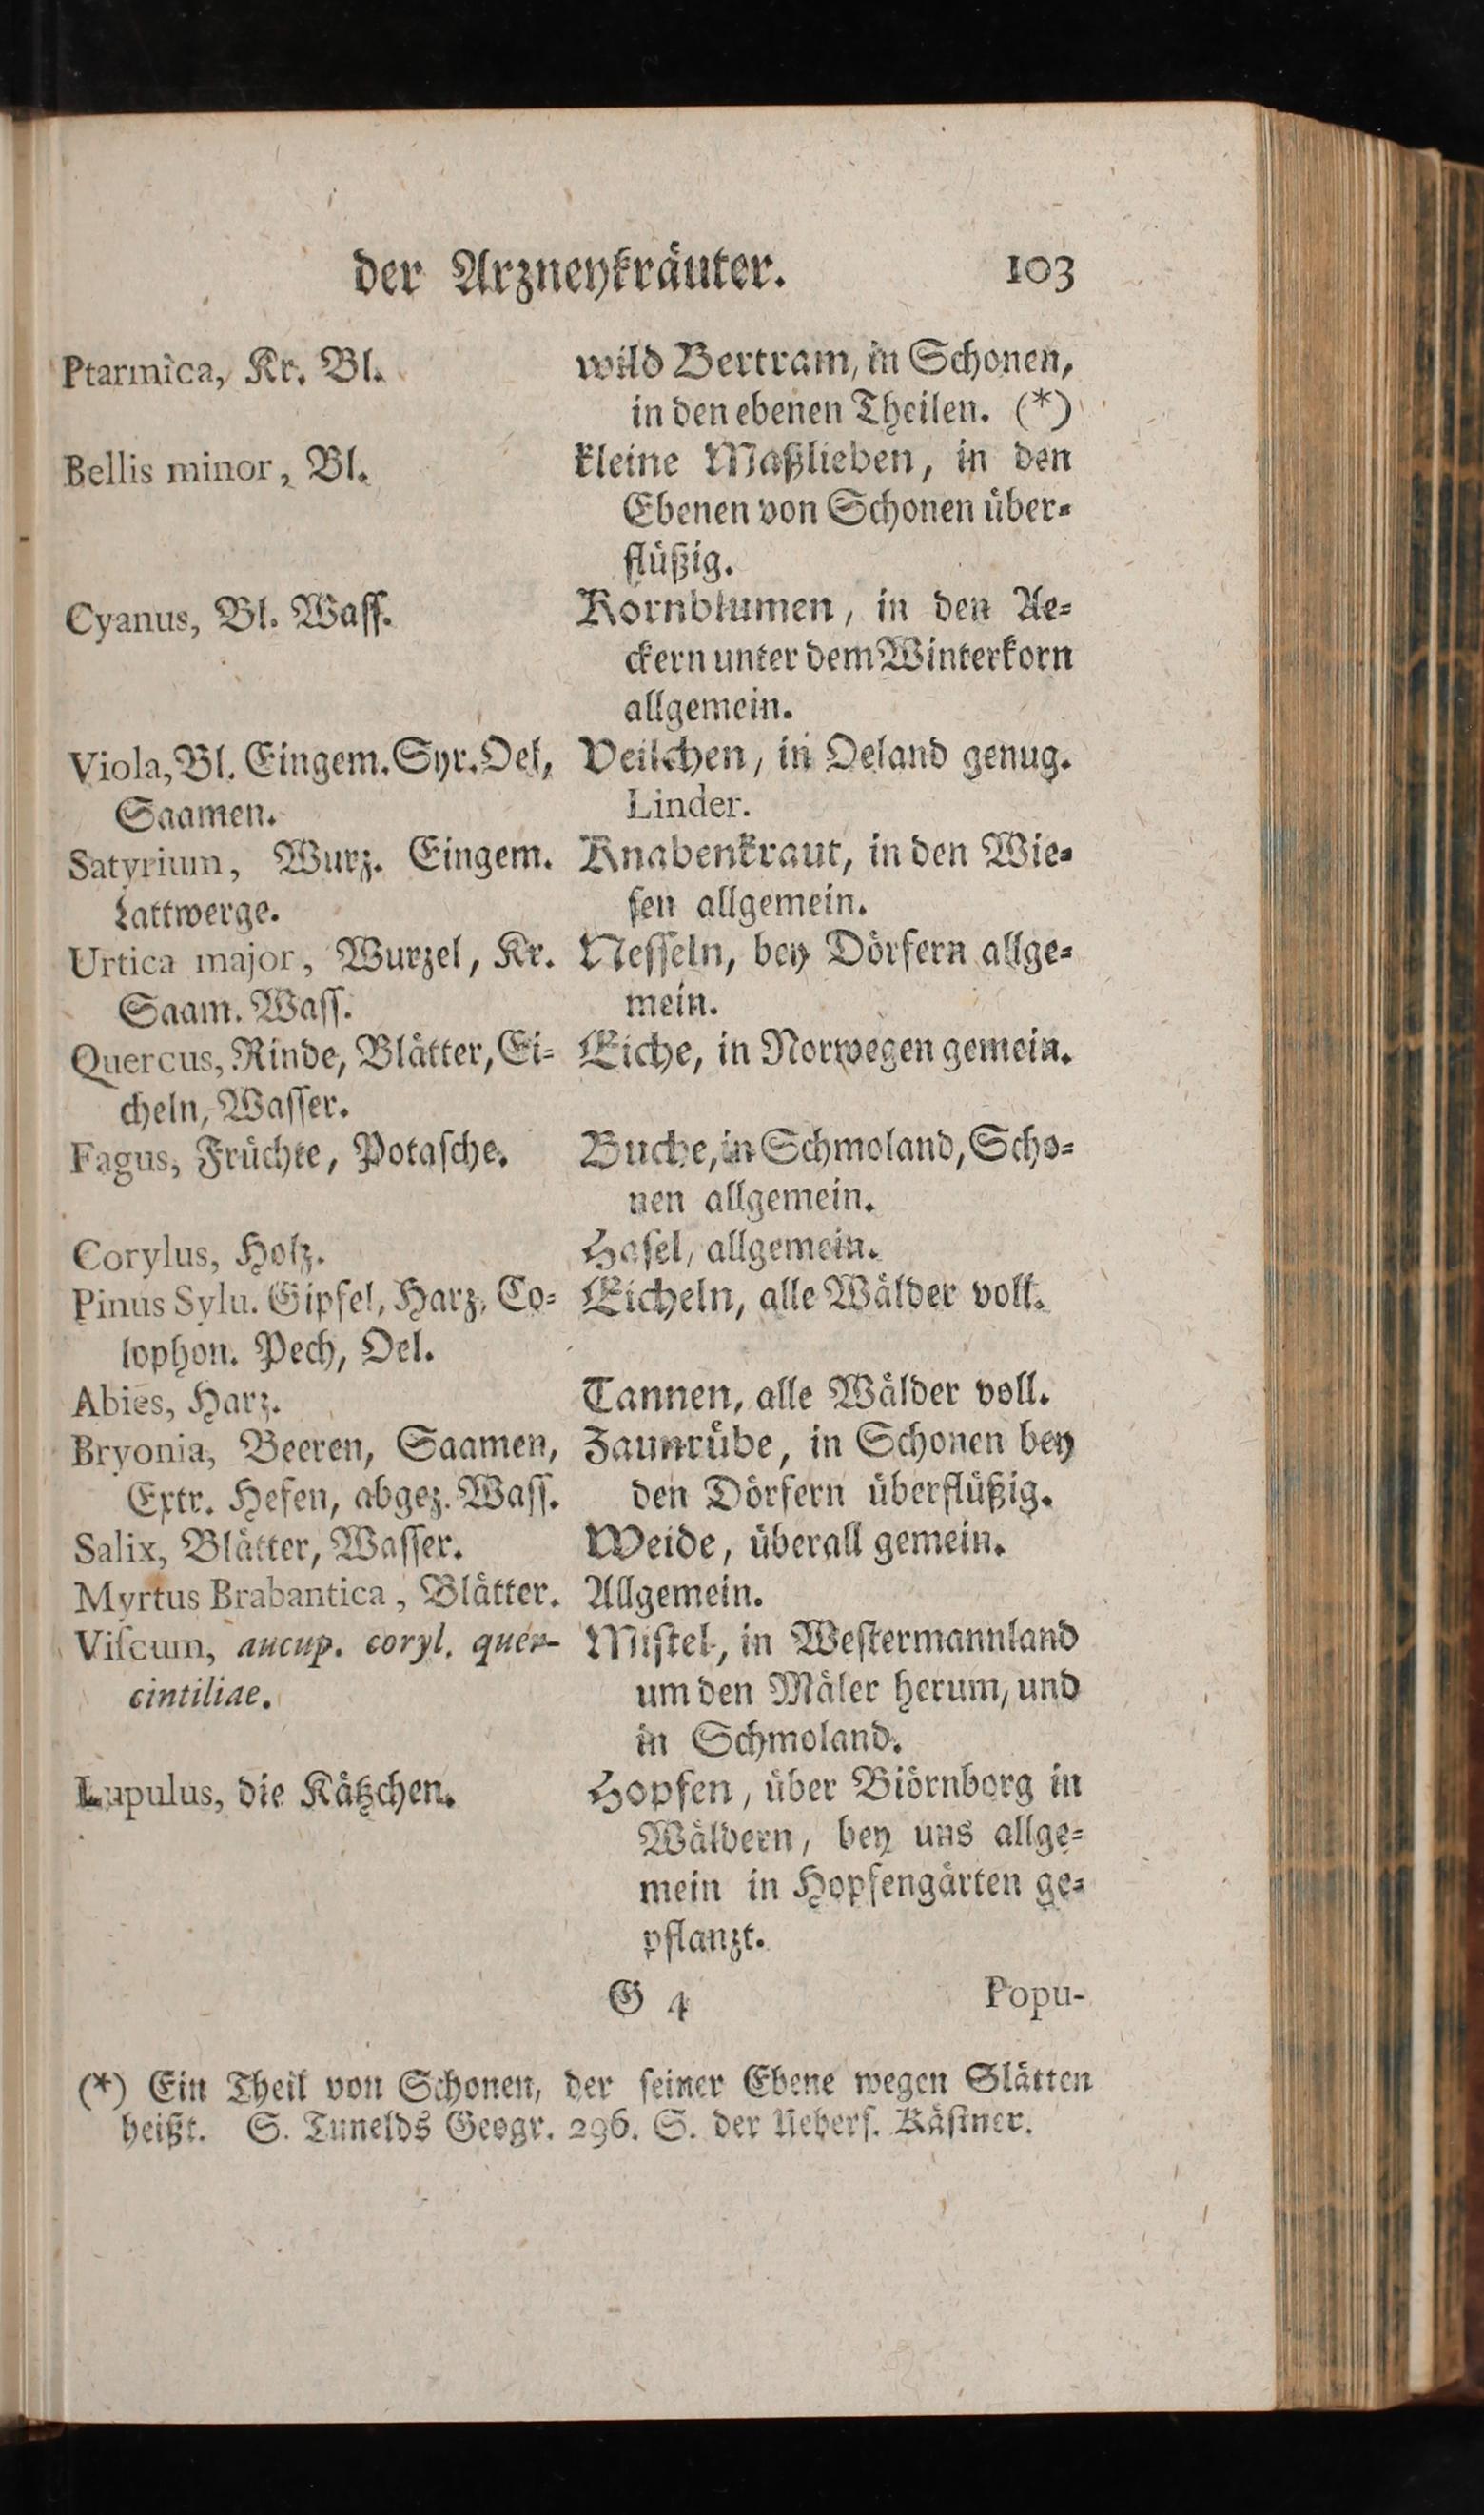 der Arzneykräuter. 103
Ptarmica, Kr. Bl. wild Bertram, in Schonen,
in den ebenen Theilen. (*)
Bellis minor, Bl. kleine Maßlieben, in den
Ebenen von Schonen über-
flüßig.
Cyanus, Bl. Waſſ. Kornblumen, in den Ae-
ckern unter dem Winterkorn
allgemein.
Viola, Bl. Eingem. Syr. Oel, Veilchen, in Oeland genug.
Saamen. Linder.
Satyrium, Wurz. Eingem. Knabenkraut, in den Wie-
Lattwerge. ſen allgemein.
Urtica major, Wurzel, Kr. Neſſeln, bey Dörfern allge-
Saam. Waſſ. mein.
Quercus, Rinde, Blätter, Ei- Eiche, in Norwegen gemein.
cheln, Waſſer.
Fagus, Früchte, Potaſche. Buche, in Schmoland, Scho-
nen allgemein.
Corylus, Holz. Haſel, allgemein.
Pinus Sylu. Gipfel, Harz, Co- Eicheln, alle Wälder voll.
lophon. Pech, Oel.
Abies, Harz. Tannen, alle Wälder voll.
Bryonia, Beeren, Saamen, Zaunrübe, in Schonen bey
Extr. Hefen, abgez. Waſſ. den Dörfern überflüßig.
Salix, Blätter, Waſſer. Weide, überall gemein.
Myrtus Brabantica, Blätter. Allgemein.
Viſcum, aucup. coryl. quer- Miſtel, in Weſtermannland
cintiliae. um den Mäler herum, und
in Schmoland.
Lupulus, die Kätzchen. Hopfen, über Biörnborg in
Wäldern, bey uns allge-
mein in Hopfengärten ge-
pflanzt.
G 4 Popu-
(*) Ein Theil von Schonen, der ſeiner Ebene wegen Slätten
heißt. S. Tunelds Geogr. 296. S. der Ueberſ. Käſtner.